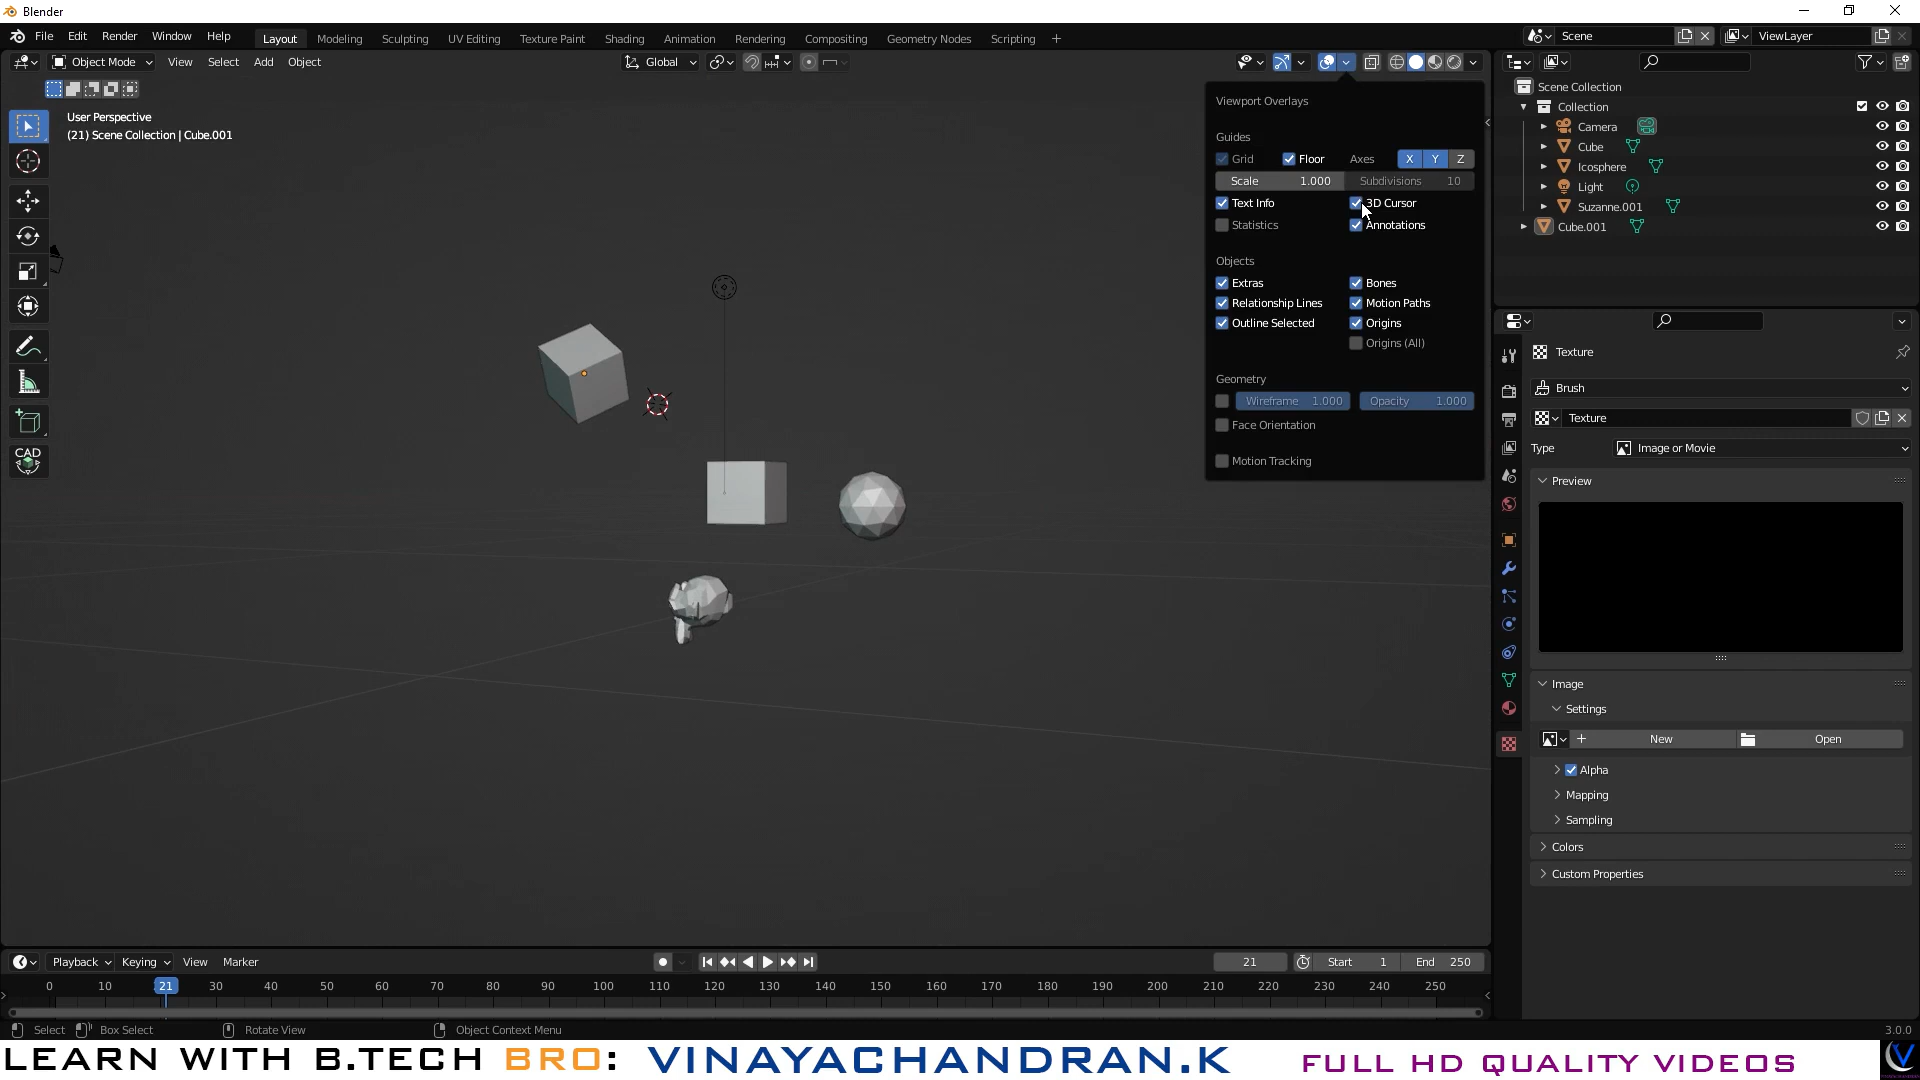 Blender
File Edit Render Window Help Layout Modeling Sculpting UV Editing Texture Paint Shading Animation Rendering Compositing Geometry Nodes Scripting + Scene ViewLayer
Object Mode View Select Add Object Global
User Perspective
(21) Scene Collection | Cube.001
CAD
Viewport Overlays
Guides
Grid Floor Axes X Y Z
Scale 1.000 Subdivisions 10
Text Info 3D Cursor
Statistics Annotations
Objects
Extras Bones
Relationship Lines Motion Paths
Outline Selected Origins
Origins (All)
Geometry
Wireframe 1.000 Opacity 1.000
Face Orientation
Motion Tracking
Scene Collection
Collection
Camera
Cube
Icosphere
Light
Suzanne.001
Cube.001
Texture
Brush
Texture
Type Image or Movie
Preview
Image
Settings
+ New Open
Alpha
Mapping
Sampling
Colors
Custom Properties
Playback Keying View Marker 21 Start 1 End 250
0 10 21 30 40 50 60 70 80 90 100 110 120 130 140 150 160 170 180 190 200 210 220 230 240 250
Select Box Select Rotate View Object Context Menu 3.0.0
LEARN WITH B.TECH BRO: VINAYACHANDRAN.K FULL HD QUALITY VIDEOS